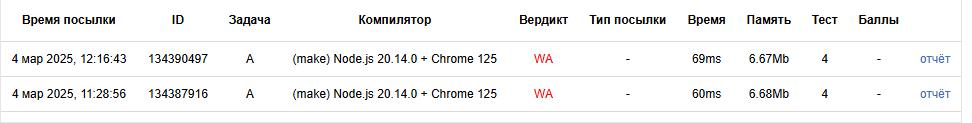 Время посылки ID Задача Компилятор Вердикт Тип посылки Время Память Тест Баллы
4 мар 2025, 12:16:43 134390497 A (make) Node.js 20.14.0 + Chrome 125 WA - 69ms 6.67Mb 4 - отчёт
4 мар 2025, 11:28:56 134387916 A (make) Node.js 20.14.0 + Chrome 125 WA - 60ms 6.68Mb 4 - отчёт